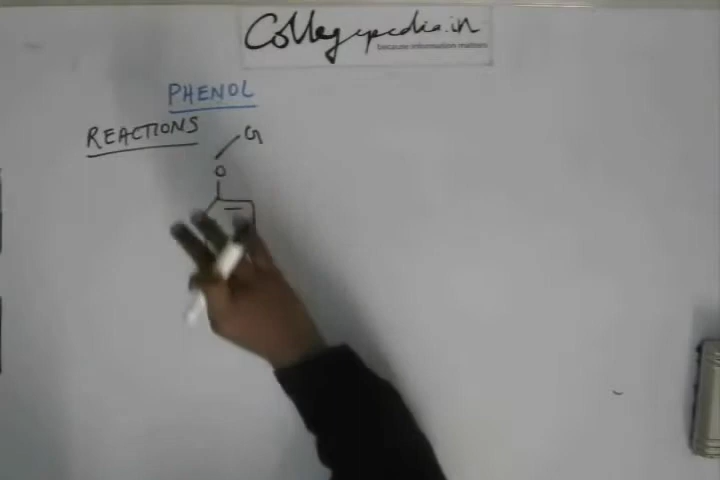 Collegepedia.in
because information matters
PHENOL
REACTIONS
G
O